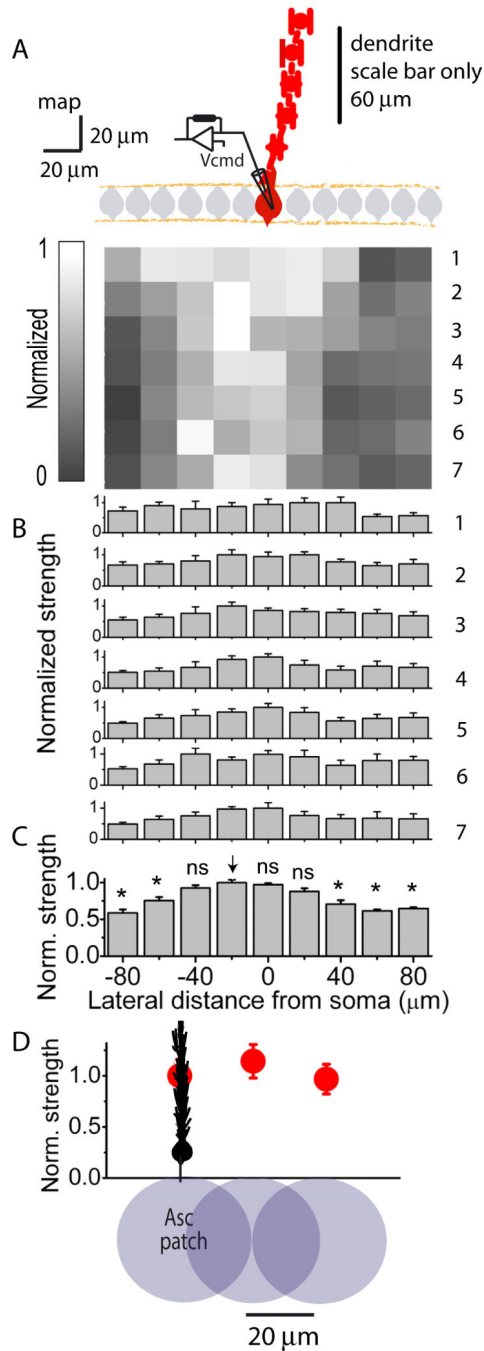 A
dendrite
scale bar only
60 μm
map
20 μm
20 μm
Vcmd
1
Normalized
0
1
2
3
4
5
6
7
B
Normalized strength
1
0
1
1
0
2
1
0
3
1
0
4
1
0
5
1
0
6
1
0
7
C
Norm. strength
1.0
0.5
0.0
* * ns ns ns * * *
-80 -40 0 40 80
Lateral distance from soma (μm)
D
Norm. strength
1.0
0.5
0.0
Asc
patch
20 μm